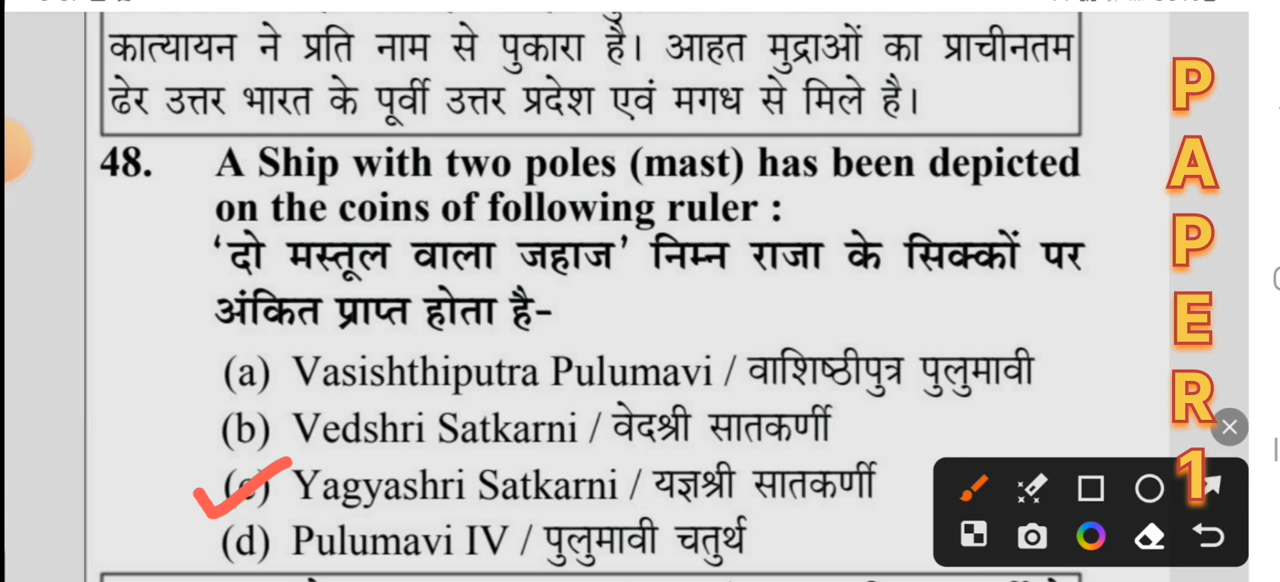 कात्यायन ने प्रति नाम से पुकारा है। आहत मुद्राओं का प्राचीनतम
ढेर उत्तर भारत के पूर्वी उत्तर प्रदेश एवं मगध से मिले है।
48. A Ship with two poles (mast) has been depicted
on the coins of following ruler :
‘दो मस्तूल वाला जहाज’ निम्न राजा के सिक्कों पर
अंकित प्राप्त होता है-
(a) Vasishthiputra Pulumavi / वाशिष्ठीपुत्र पुलुमावी
(b) Vedshri Satkarni / वेदश्री सातकर्णी
(c) Yagyashri Satkarni / यज्ञश्री सातकर्णी
(d) Pulumavi IV / पुलुमावी चतुर्थ
PAPER 1